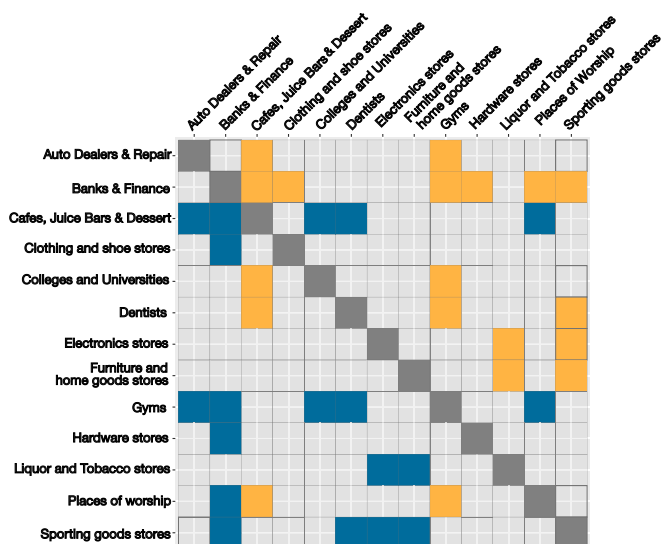 Auto Dealers & Repair
Banks & Finance
Cafes, Juice Bars & Dessert
Clothing and shoe stores
Colleges and Universities
Dentists
Electronics stores
Furniture and
home goods stores
Gyms
Hardware stores
Liquor and Tobacco stores
Places of Worship
Sporting goods stores
Auto Dealers & Repair
Banks & Finance
Cafes, Juice Bars & Dessert
Clothing and shoe stores
Colleges and Universities
Dentists
Electronics stores
Furniture and
home goods stores
Gyms
Hardware stores
Liquor and Tobacco stores
Places of worship
Sporting goods stores